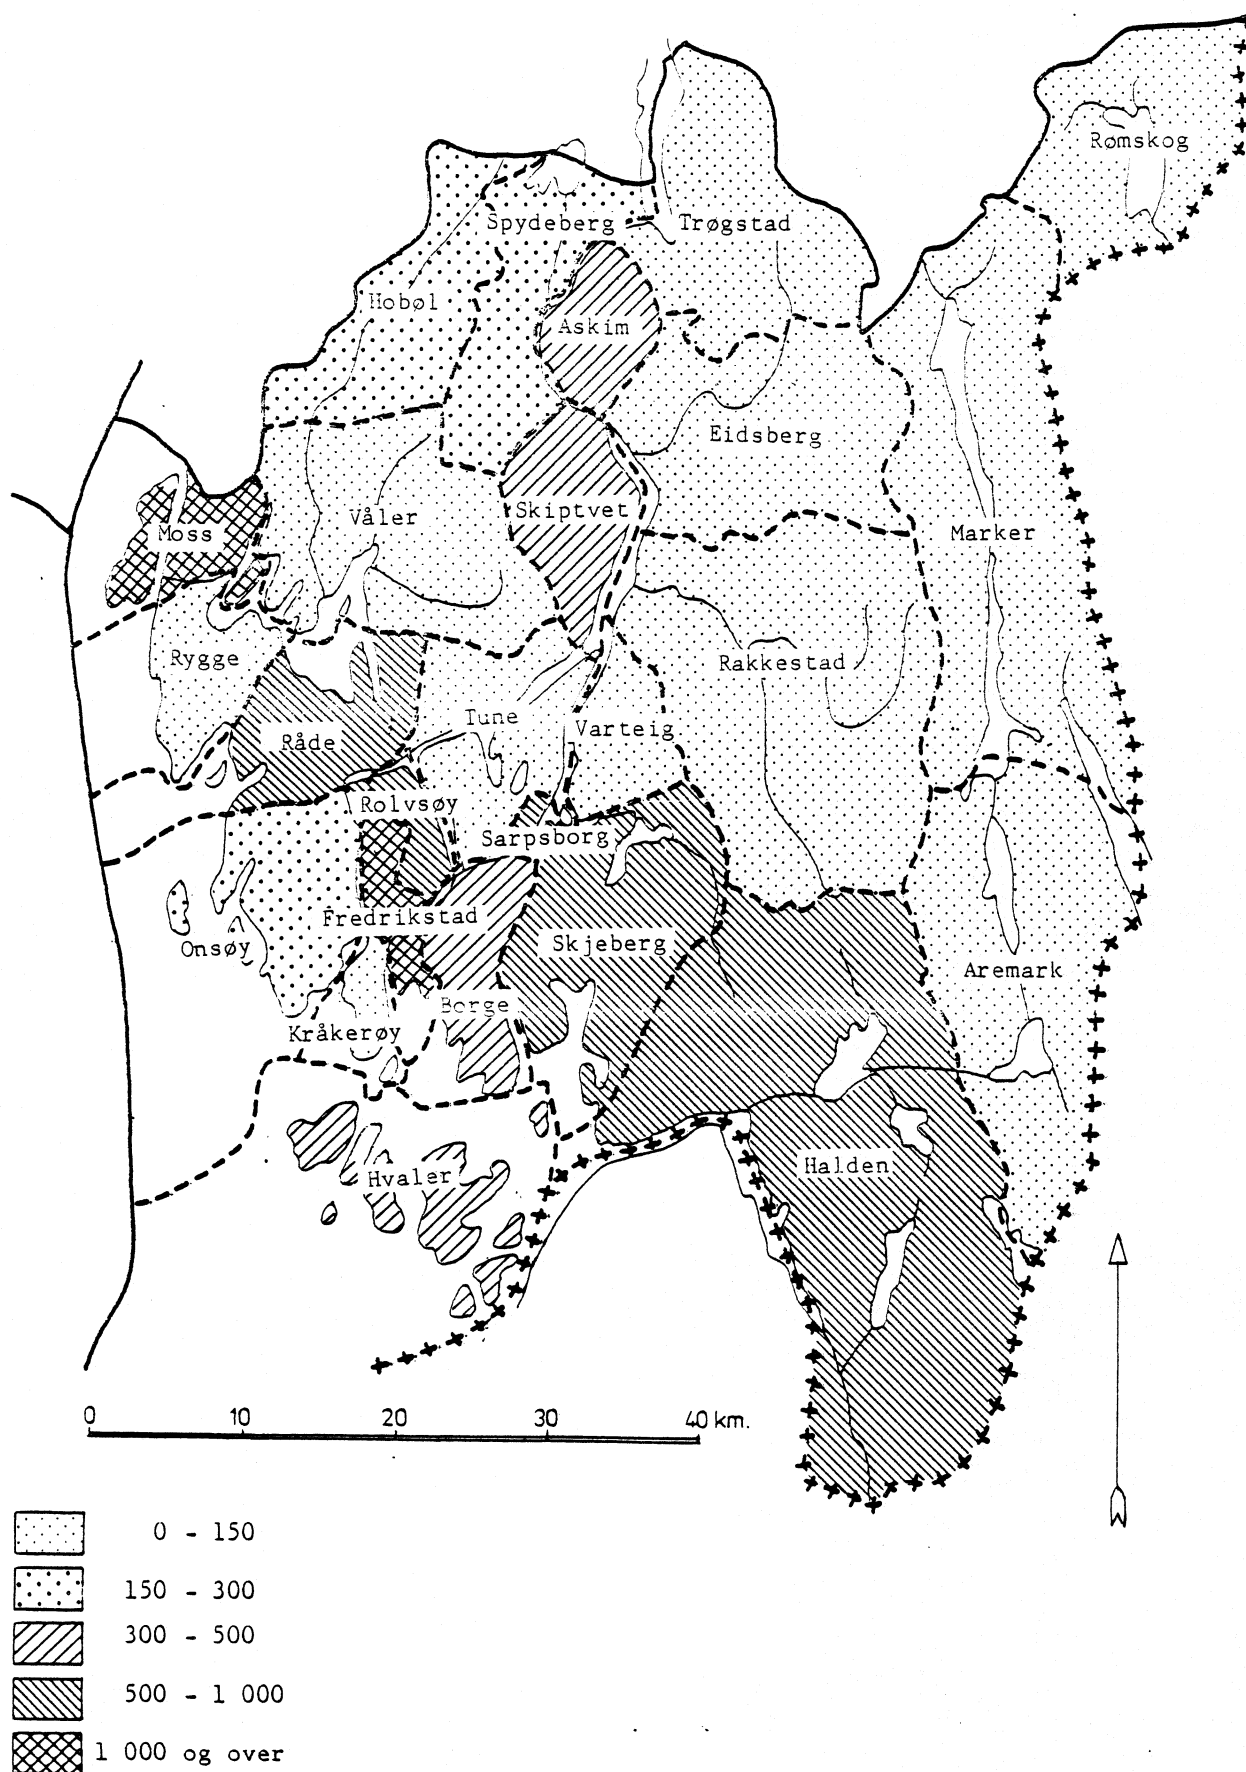 Rømskog
Spydeberg
Trøgstad
Hobøl
Askim
Eidsberg
Skiptvet
Våler
Moss
Marker
Rygge
Rakkestad
Tune
Varteig
Råde
Rolvsøy
Sarpsborg
Fredrikstad
Onsøy
Skjeberg
Aremark
Borge
Kråkerøy
Halden
Hvaler
0 10 20 30 40 km.
0 - 150
150 - 300
300 - 500
500 - 1 000
1 000 og over